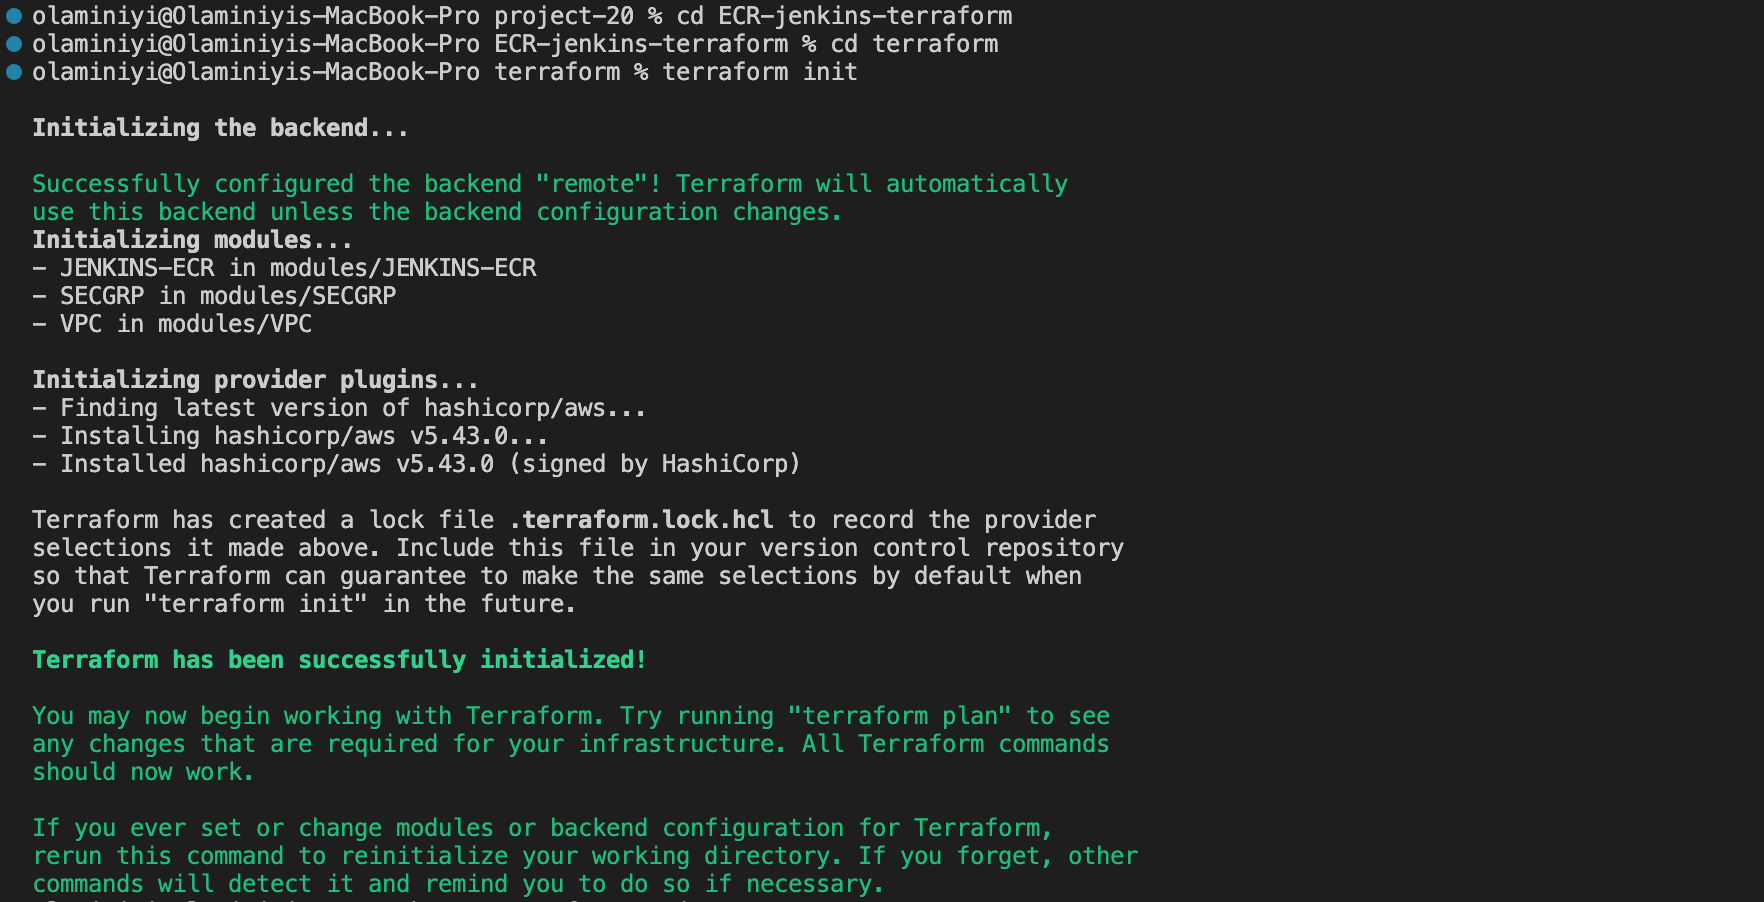 olaminiyi@Olaminiyis-MacBook-Pro project-20 % cd ECR-jenkins-terraform
olaminiyi@Olaminiyis-MacBook-Pro ECR-jenkins-terraform % cd terraform
olaminiyi@Olaminiyis-MacBook-Pro terraform % terraform init
Initializing the backend...
Successfully configured the backend "remote"! Terraform will automatically
use this backend unless the backend configuration changes.
Initializing modules...
- JENKINS-ECR in modules/JENKINS-ECR
- SECGRP in modules/SECGRP
- VPC in modules/VPC
Initializing provider plugins...
- Finding latest version of hashicorp/aws...
- Installing hashicorp/aws v5.43.0...
- Installed hashicorp/aws v5.43.0 (signed by HashiCorp)
Terraform has created a lock file .terraform.lock.hcl to record the provider
selections it made above. Include this file in your version control repository
so that Terraform can guarantee to make the same selections by default when
you run "terraform init" in the future.
Terraform has been successfully initialized!
You may now begin working with Terraform. Try running "terraform plan" to see
any changes that are required for your infrastructure. All Terraform commands
should now work.
If you ever set or change modules or backend configuration for Terraform,
rerun this command to reinitialize your working directory. If you forget, other
commands will detect it and remind you to do so if necessary.